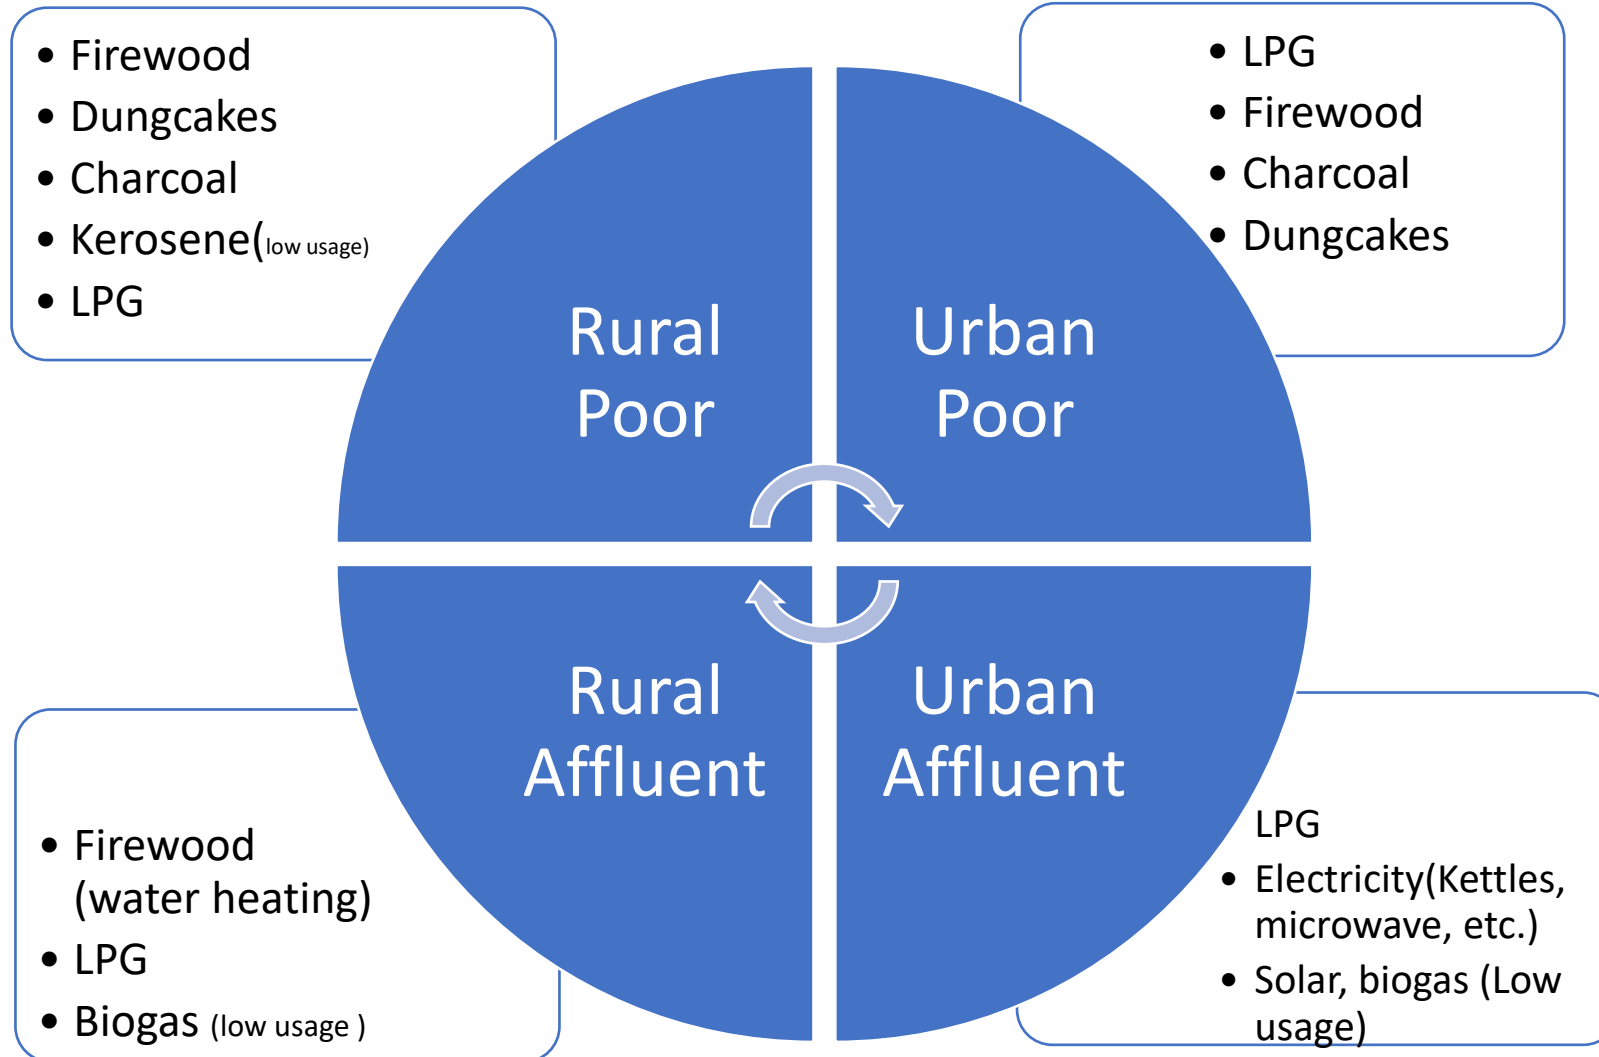 • Firewood
• Dungcakes
• Charcoal
• Kerosene(low usage)
• LPG
• LPG
• Firewood
• Charcoal
• Dungcakes
Rural
Poor
Urban
Poor
Rural
Affluent
Urban
Affluent
• Firewood
(water heating)
• LPG
• Biogas (low usage )
LPG
• Electricity(Kettles,
microwave, etc.)
• Solar, biogas (Low
usage)